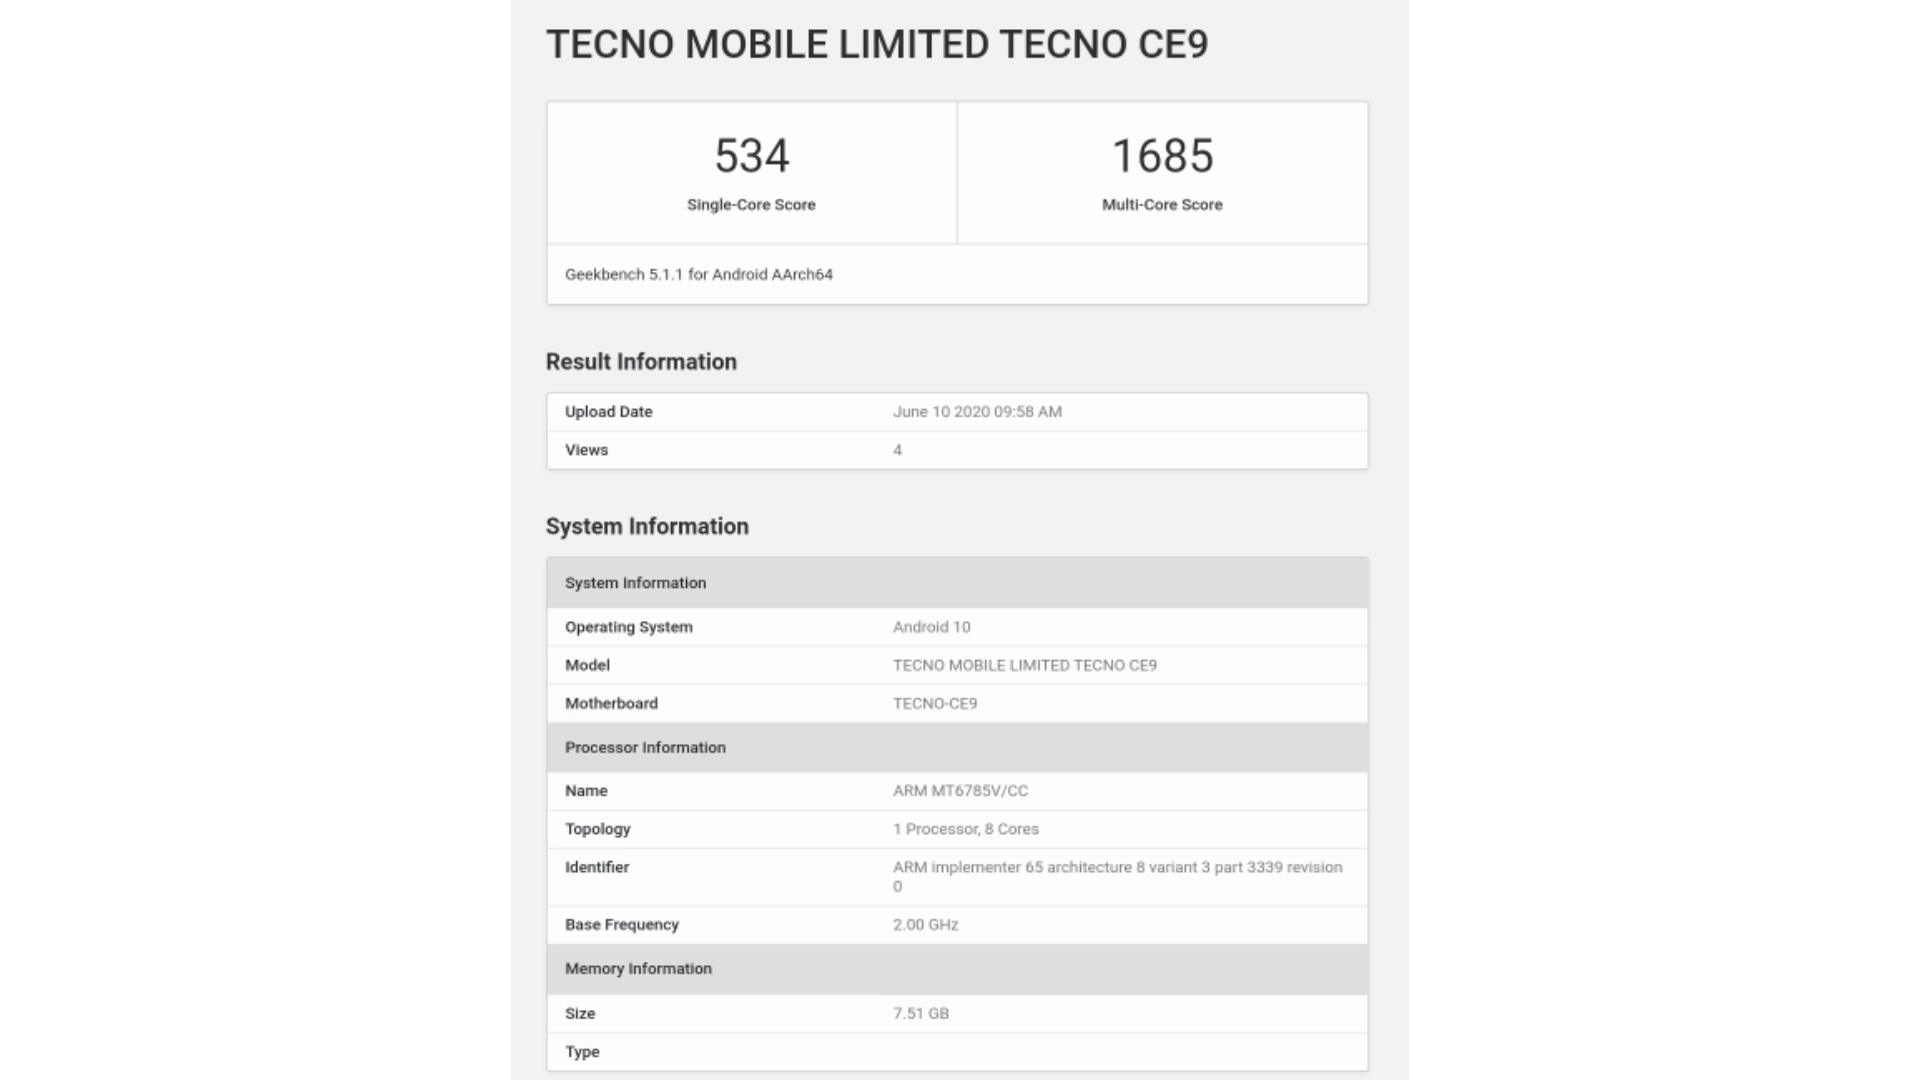 TECNO MOBILE LIMITED TECNO CE9
534
Single-Core Score
1685
Multi-Core Score
Geekbench 5.1.1 for Android AArch64
Result Information
Upload Date June 10 2020 09:58 AM
Views 4
System Information
System Information
Operating System Android 10
Model TECNO MOBILE LIMITED TECNO CE9
Motherboard TECNO-CE9
Processor Information
Name ARM MT6785V/CC
Topology 1 Processor, 8 Cores
Identifier ARM implementer 65 architecture 8 variant 3 part 3339 revision
0
Base Frequency 2.00 GHz
Memory Information
Size 7.51 GB
Type